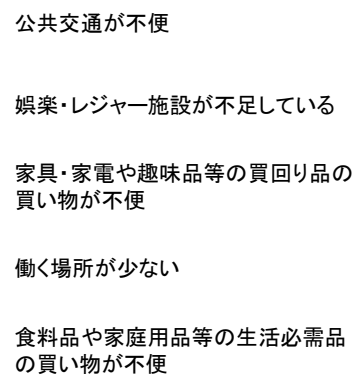 公共交通が不便
娯楽・レジャー施設が不足している
家具・家電や趣味品等の買回り品の
買い物が不便
働く場所が少ない
食料品や家庭用品等の生活必需品
の買い物が不便